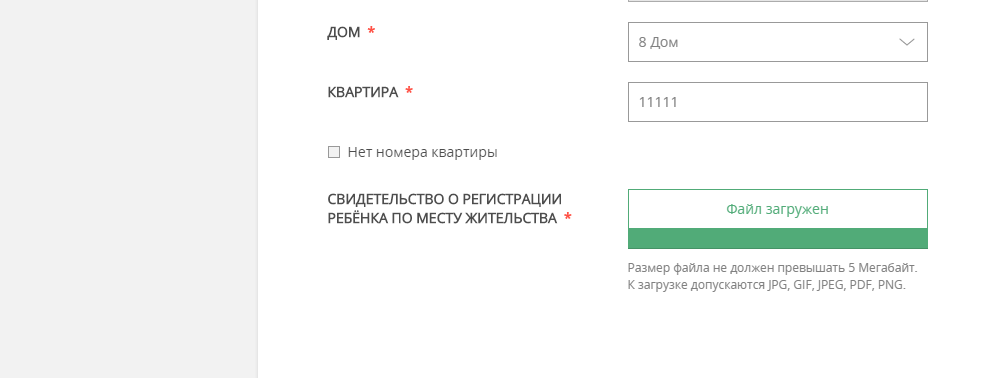 ДОМ *
8 Дом
КВАРТИРА *
11111
Нет номера квартиры
СВИДЕТЕЛЬСТВО О РЕГИСТРАЦИИ
РЕБЁНКА ПО МЕСТУ ЖИТЕЛЬСТВА *
Файл загружен
Размер файла не должен превышать 5 Мегабайт.
К загрузке допускаются JPG, GIF, JPEG, PDF, PNG.